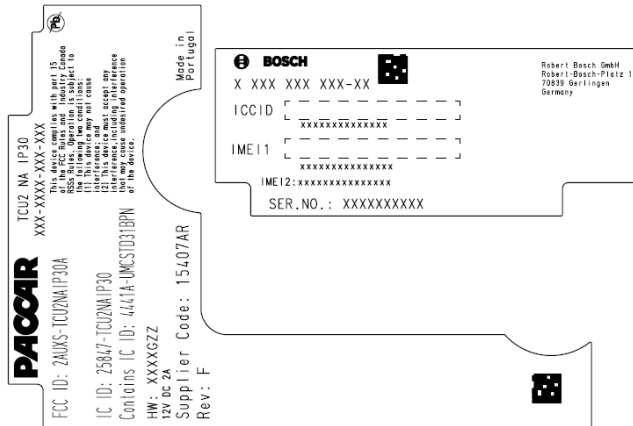 Pb
Made in
Portugal
TCU2 NA IP30
XXX-XXXX-XXX-XXX
This device complies with part 15
of the FCC Rules and Industry Canada
RSSs Rules. Operation is subject to
the following two conditions:
(1) This device may not cause
interference; and
(2) This device must accept any
interference, including interference
that may cause undesired operation
of the device.
PACCAR
FCC ID: 2AUXS-TCU2NAIP30A
IC ID: 25847-TCU2NAIP30
Contains IC ID: 4441A-UMCSTD31BPN
HW: XXXXGZZ
12V DC 2A
Supplier Code: 15407AR
Rev: F
BOSCH
X XXX XXX XXX-XX
ICCID
XXXXXXXXXXXXXX
IMEI1
XXXXXXXXXXXXXXX
IMEI2:XXXXXXXXXXXXXXX
SER.NO.: XXXXXXXXXX
Robert Bosch GmbH
Robert-Bosch-Platz 1
70839 Gerlingen
Germany